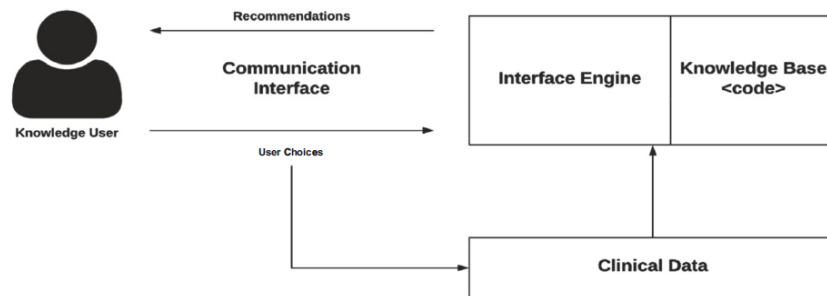 Recommendations
Communication
Interface
Interface Engine
Knowledge Base
<code>
Knowledge User
User Choices
Clinical Data